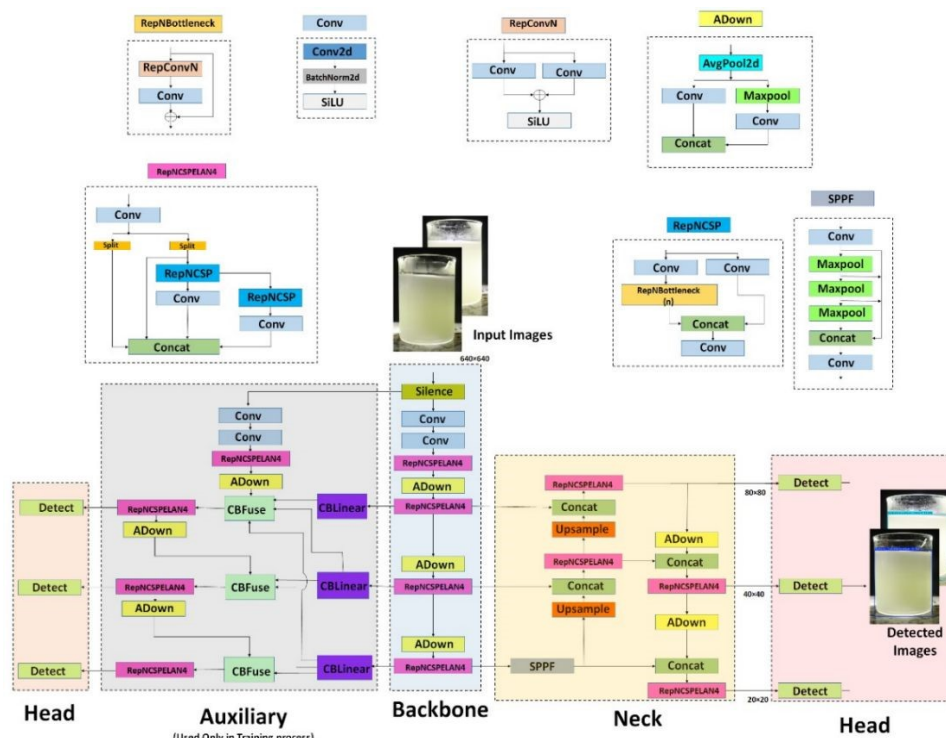 RepNBottleneck
RepConvN
Conv
Conv
Conv2d
BatchNorm2d
SiLU
RepConvN
Conv
Conv
SiLU
ADown
AvgPool2d
Conv
Maxpool
Conv
Concat
RepNCSPELAN4
Conv
Split
Split
RepNCSP
Conv
RepNCSP
Conv
Concat
Input Images
640×640
RepNCSP
Conv
Conv
RepNBottleneck
(n)
Concat
Conv
SPPF
Conv
Maxpool
Maxpool
Maxpool
Concat
Conv
Detect
Detect
Detect
Head
Conv
Conv
RepNCSPELAN4
ADown
RepNCSPELAN4
CBFuse
CBLinear
ADown
RepNCSPELAN4
CBFuse
CBLinear
ADown
RepNCSPELAN4
CBFuse
CBLinear
Auxiliary
(Used Only in Training process)
Silence
Conv
Conv
RepNCSPELAN4
ADown
RepNCSPELAN4
ADown
RepNCSPELAN4
ADown
RepNCSPELAN4
Backbone
RepNCSPELAN4
Concat
Upsample
RepNCSPELAN4
Concat
Upsample
SPPF
ADown
Concat
RepNCSPELAN4
ADown
Concat
RepNCSPELAN4
Neck
80×80
40×40
20×20
Detect
Detect
Detect
Detected
Images
Head